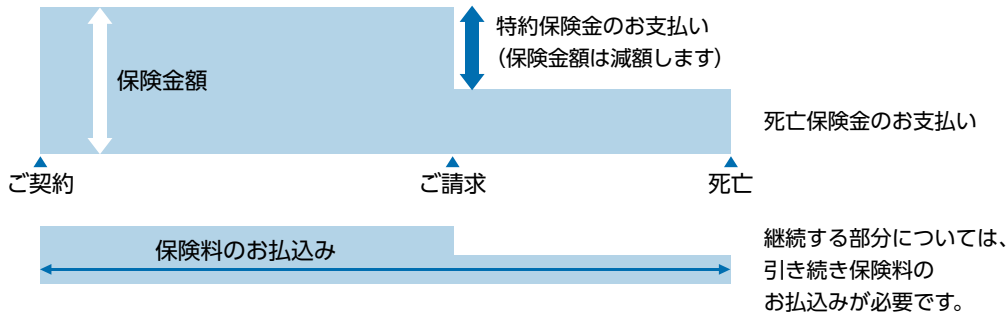 特約保険金のお支払い
（保険金額は減額します）
保険金額
死亡保険金のお支払い
ご契約
ご請求
死亡
保険料のお払込み
継続する部分については、
引き続き保険料の
お払込みが必要です。